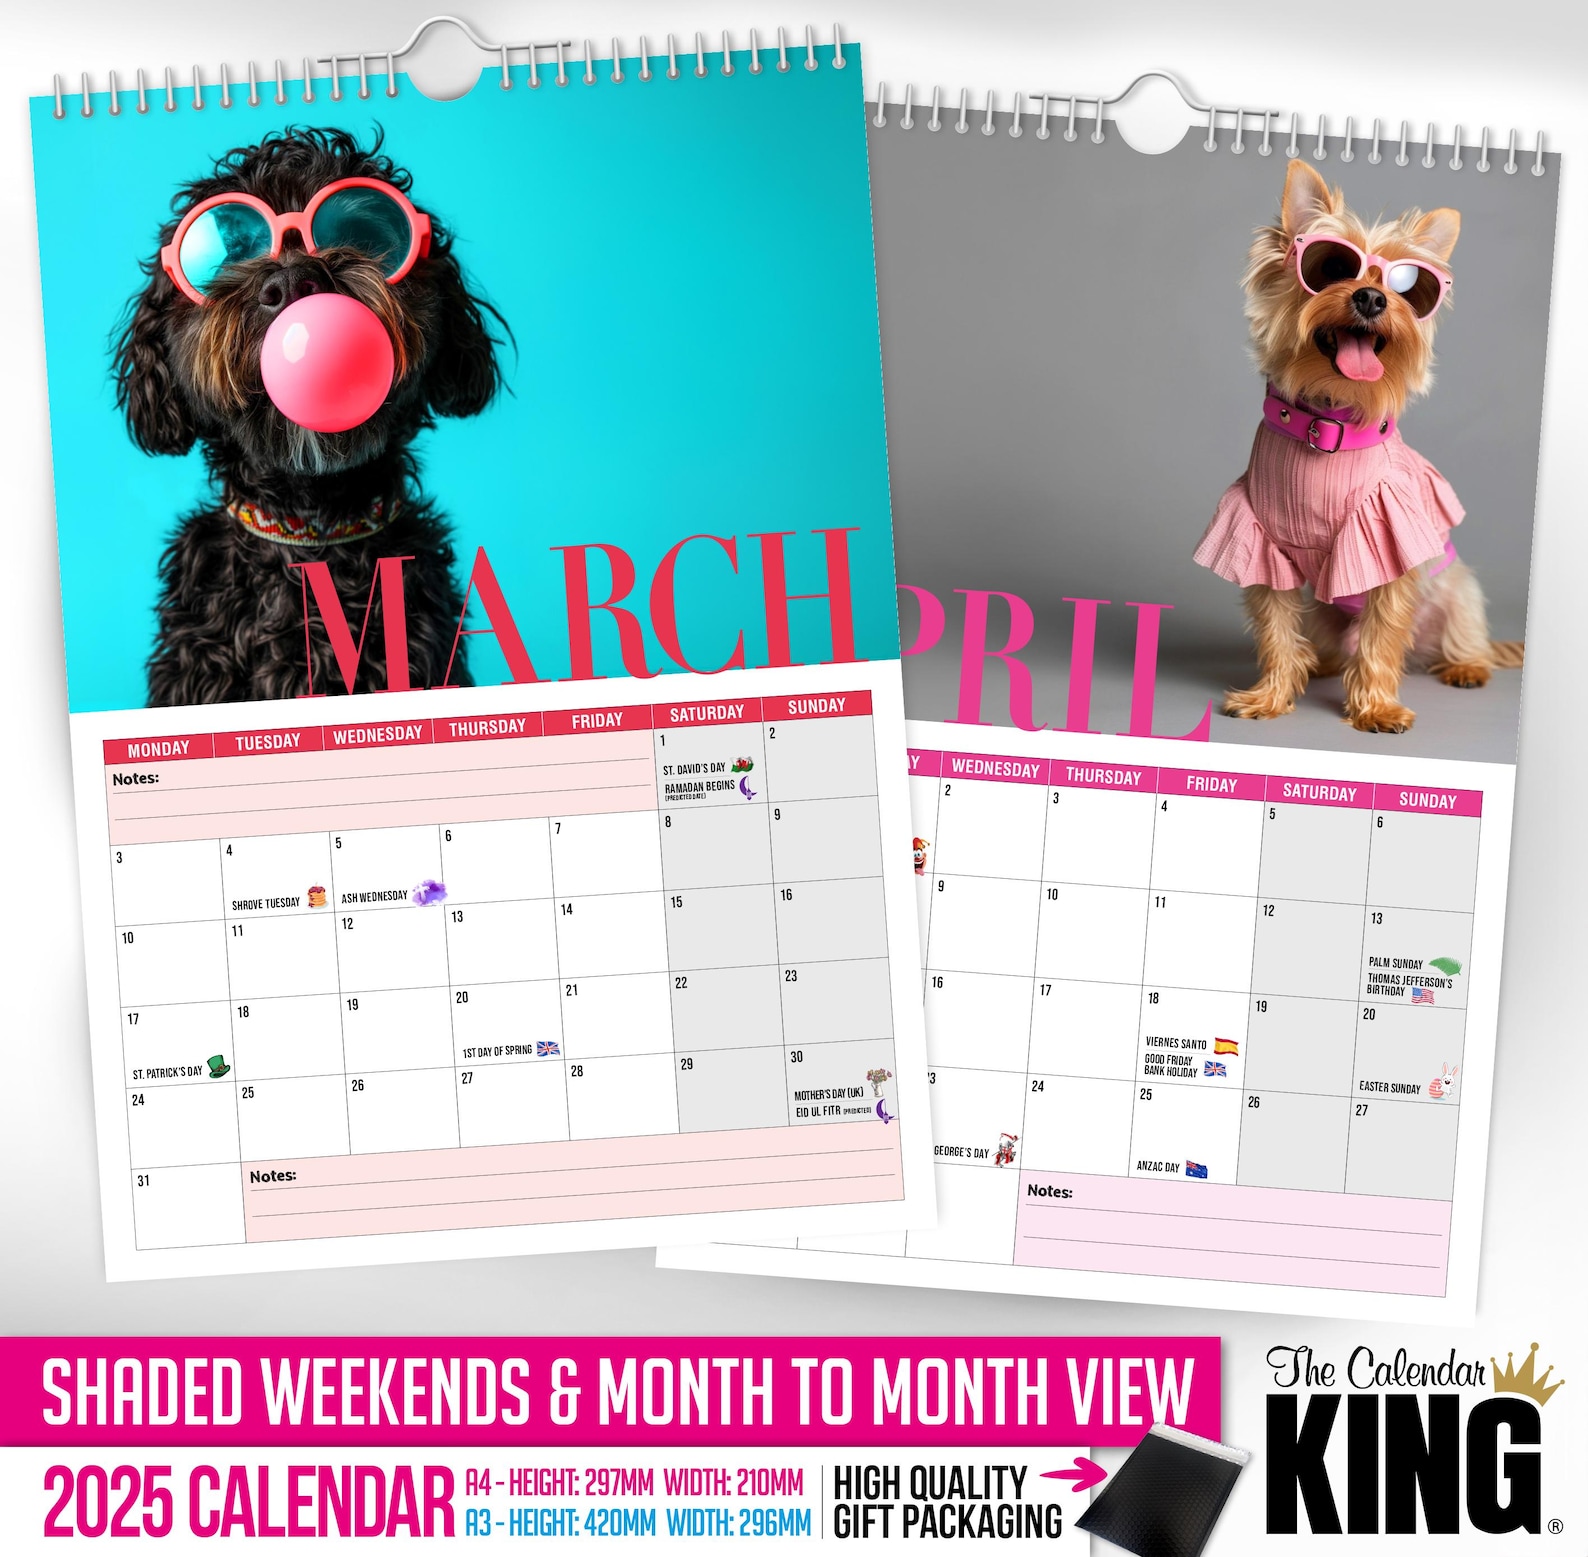 MARCH
MONDAY TUESDAY WEDNESDAY THURSDAY FRIDAY SATURDAY SUNDAY
Notes:
1 2
ST. DAVID'S DAY
RAMADAN BEGINS
(PREDICTED DATE)
3 4 5 6 7 8 9
SHROVE TUESDAY ASH WEDNESDAY
10 11 12 13 14 15 16
17 18 19 20 21 22 23
ST. PATRICK'S DAY 1ST DAY OF SPRING
24 25 26 27 28 29 30
MOTHER'S DAY (UK)
EID UL FITR (PREDICTED)
31
Notes:
PRIL
AY WEDNESDAY THURSDAY FRIDAY SATURDAY SUNDAY
2 3 4 5 6
9 10 11 12 13
PALM SUNDAY
THOMAS JEFFERSON'S
BIRTHDAY
16 17 18 19 20
VIERNES SANTO
GOOD FRIDAY
BANK HOLIDAY
EASTER SUNDAY
23 24 25 26 27
GEORGE'S DAY ANZAC DAY
Notes:
SHADED WEEKENDS & MONTH TO MONTH VIEW
2025 CALENDAR
A4 - HEIGHT: 297MM WIDTH: 210MM
A3 - HEIGHT: 420MM WIDTH: 296MM
HIGH QUALITY
GIFT PACKAGING
The Calendar
KING®